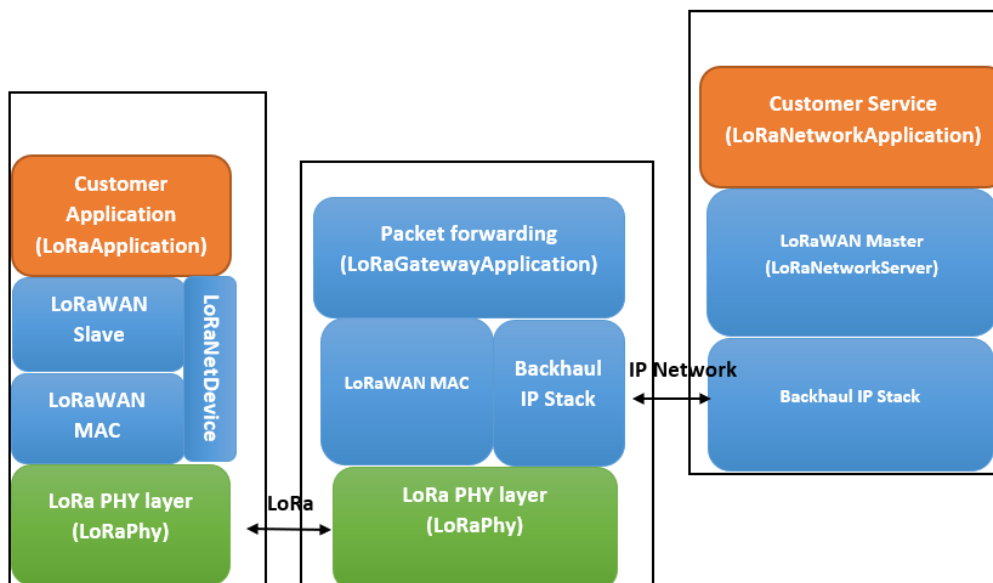 Customer
Application
(LoRaApplication)
LoRaWAN
Slave
LoRaNetDevice
LoRaWAN
MAC
LoRa PHY layer
(LoRaPhy)
LoRa
Packet forwarding
(LoRaGatewayApplication)
LoRaWAN MAC
Backhaul
IP Stack
LoRa PHY layer
(LoRaPhy)
IP Network
Customer Service
(LoRaNetworkApplication)
LoRaWAN Master
(LoRaNetworkServer)
Backhaul IP Stack